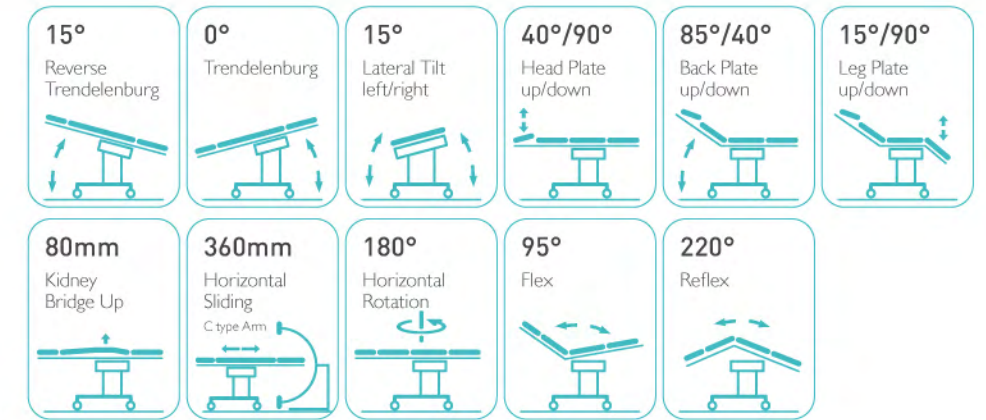 15°
Reverse
Trendelenburg
0°
Trendelenburg
15°
Lateral Tilt
left/right
40°/90°
Head Plate
up/down
85°/40°
Back Plate
up/down
15°/90°
Leg Plate
up/down
80mm
Kidney
Bridge Up
360mm
Horizontal
Sliding
C type Arm
180°
Horizontal
Rotation
95°
Flex
220°
Reflex